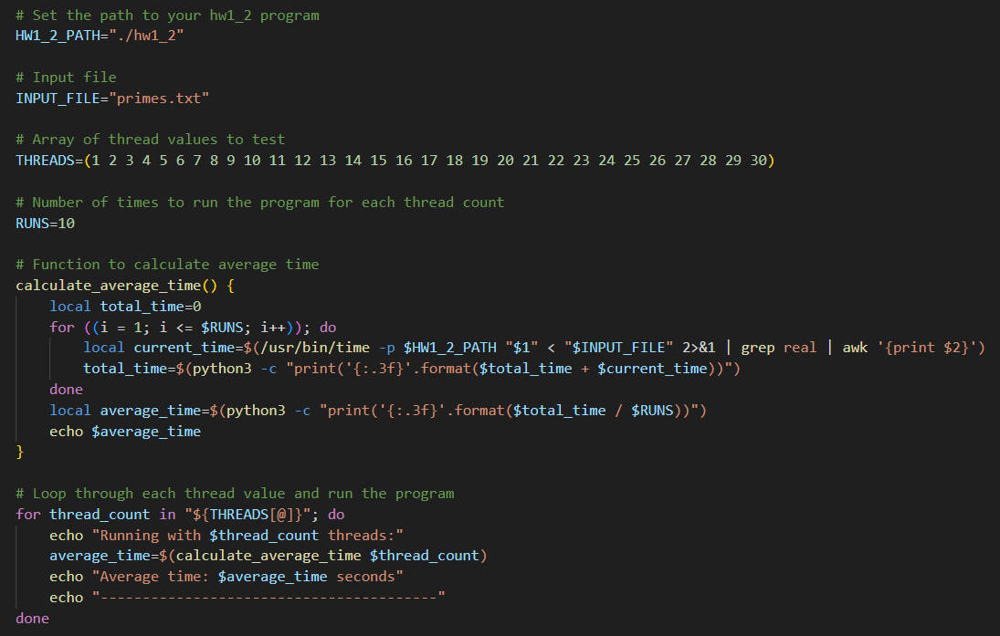 # Set the path to your hw1_2 program
HW1_2_PATH="./hw1_2"
# Input file
INPUT_FILE="primes.txt"
# Array of thread values to test
THREADS=(1 2 3 4 5 6 7 8 9 10 11 12 13 14 15 16 17 18 19 20 21 22 23 24 25 26 27 28 29 30)
# Number of times to run the program for each thread count
RUNS=10
# Function to calculate average time
calculate_average_time() {
    local total_time=0
    for ((i = 1; i <= $RUNS; i++)); do
        local current_time=$(/usr/bin/time -p $HW1_2_PATH "$1" < "$INPUT_FILE" 2>&1 | grep real | awk '{print $2}')
        total_time=$(python3 -c "print('{:.3f}'.format($total_time + $current_time))")
    done
    local average_time=$(python3 -c "print('{:.3f}'.format($total_time / $RUNS))")
    echo $average_time
}
# Loop through each thread value and run the program
for thread_count in "${THREADS[@]}"; do
    echo "Running with $thread_count threads:"
    average_time=$(calculate_average_time $thread_count)
    echo "Average time: $average_time seconds"
    echo "----------------------------------------"
done